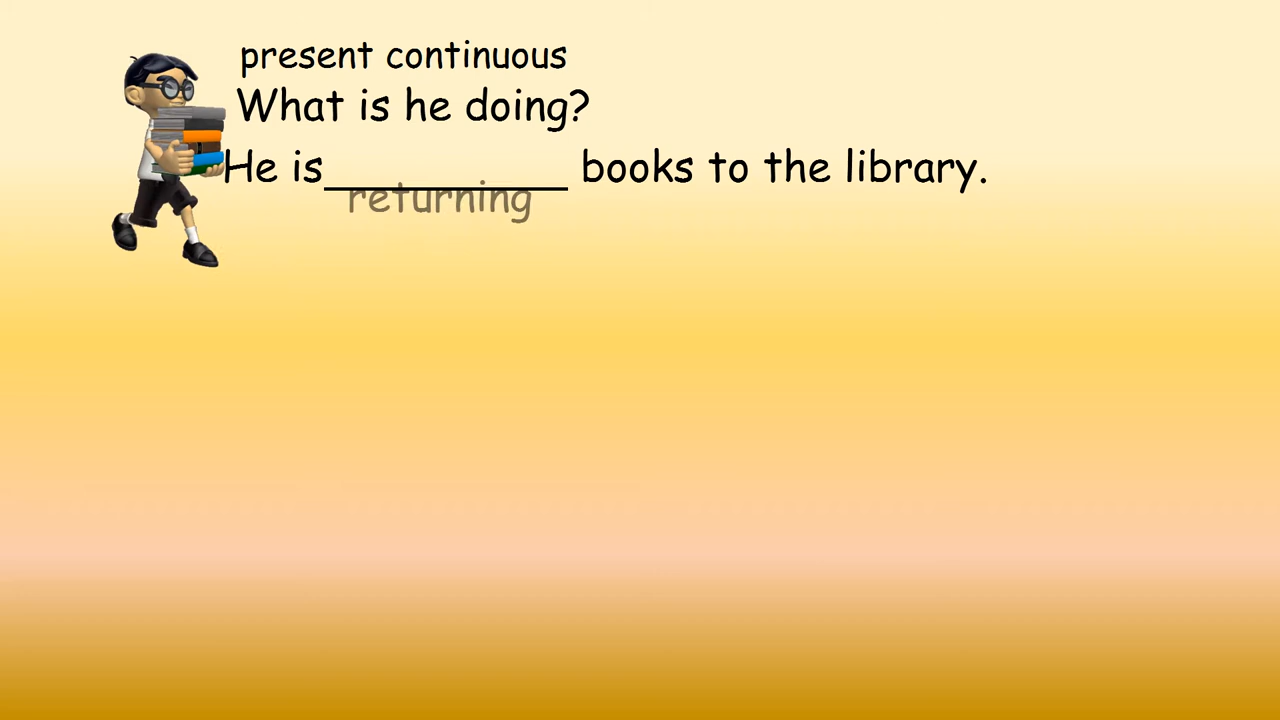 present continuous
What is he doing?
He is__________ books to the library.
returning